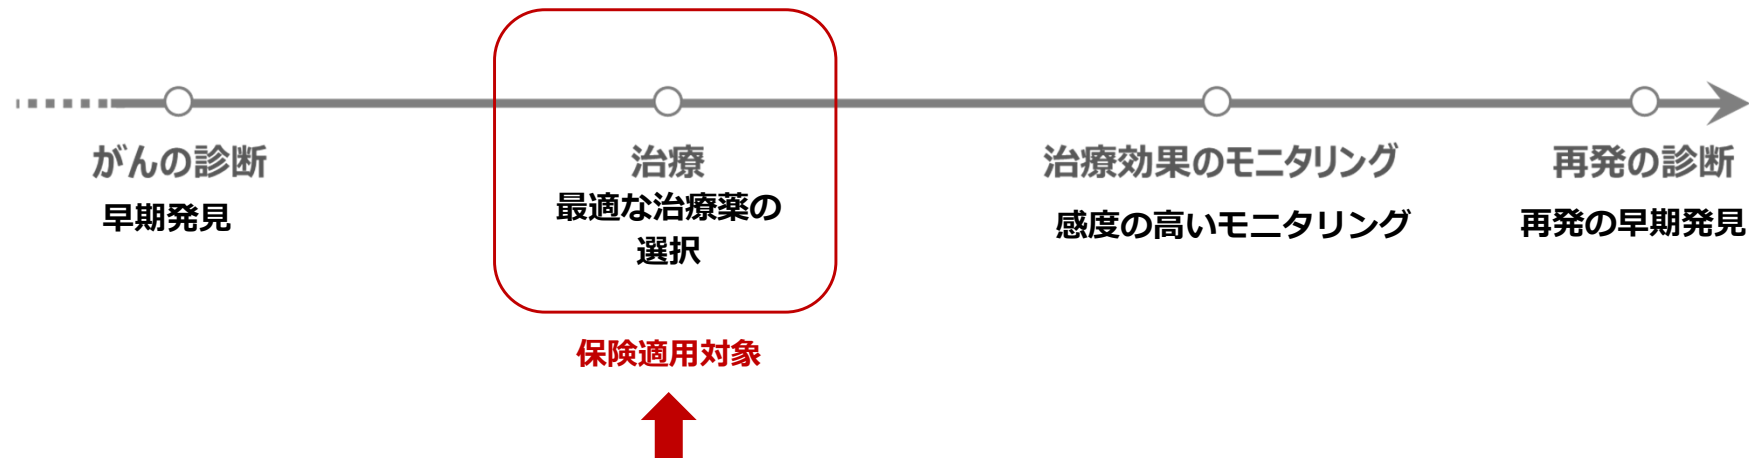 がんの診断
早期発見
治療
最適な治療薬の
選択
治療効果のモニタリング
感度の高いモニタリング
再発の診断
再発の早期発見
保険適用対象